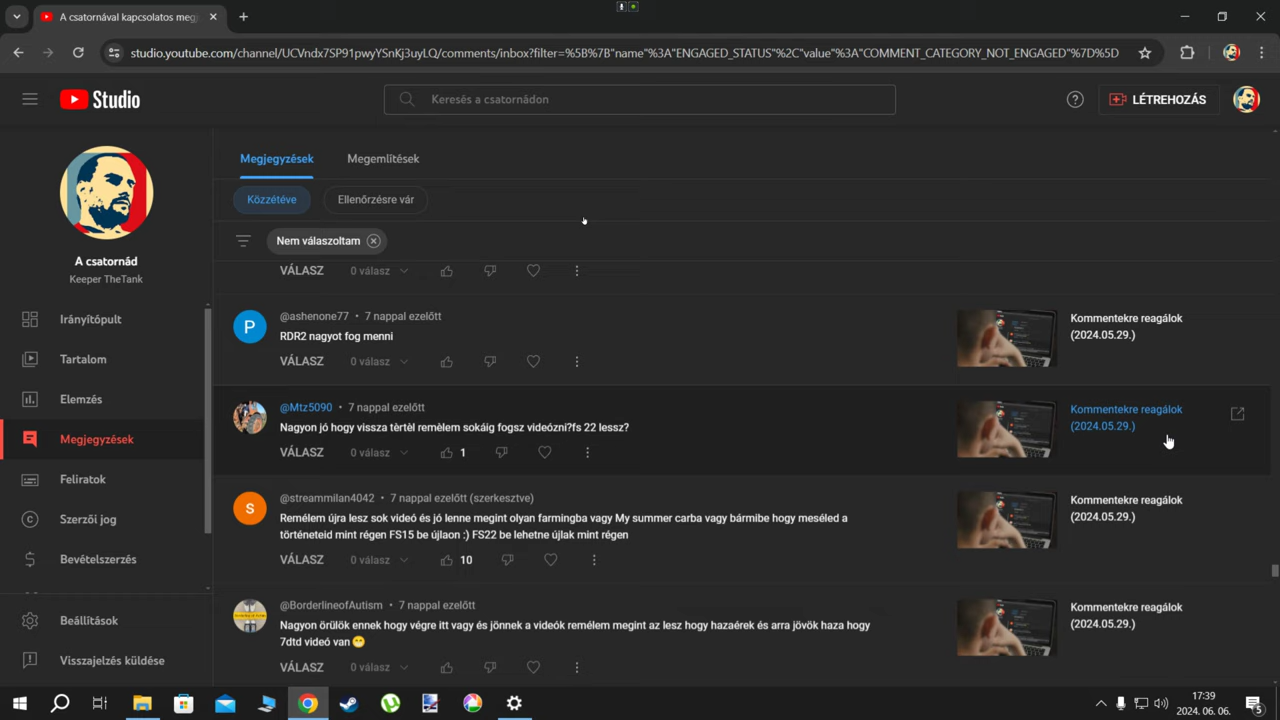 A csatornával kapcsolatos meg
studio.youtube.com/channel/UCVndx7SP91pwyYSnKj3uyLQ/comments/inbox?filter=%5B%7B"name"%3A"ENGAGED_STATUS"%2C"value"%3A"COMMENT_CATEGORY_NOT_ENGAGED"%7D%5D
Studio
Keresés a csatornádon
LÉTREHOZÁS
A csatornád
Keeper TheTank
Irányítópult
Tartalom
Elemzés
Megjegyzések
Feliratok
Szerzői jog
Bevételszerzés
Beállítások
Visszajelzés küldése
Megjegyzések
Megemlítések
Közzétéve
Ellenőrzésre vár
Nem válaszoltam
VÁLASZ 0 válasz
P
@ashenone77 • 7 nappal ezelőtt
RDR2 nagyot fog menni
VÁLASZ 0 válasz
Kommentekre reagálok
(2024.05.29.)
@Mtz5090 • 7 nappal ezelőtt
Nagyon jó hogy vissza tèrtèl remèlem sokáig fogsz videózni?fs 22 lessz?
VÁLASZ 0 válasz 1
Kommentekre reagálok
(2024.05.29.)
S
@streammilan4042 • 7 nappal ezelőtt (szerkesztve)
Remélem újra lesz sok videó és jó lenne megint olyan farmingba vagy My summer carba vagy bármibe hogy meséled a
történeteid mint régen FS15 be újlaon :) FS22 be lehetne újlak mint régen
VÁLASZ 0 válasz 10
Kommentekre reagálok
(2024.05.29.)
@BorderlineofAutism • 7 nappal ezelőtt
Nagyon örülök ennek hogy végre itt vagy és jönnek a videók remélem megint az lesz hogy hazaérek és arra jövök haza hogy
7dtd videó van 😁
VÁLASZ 0 válasz
Kommentekre reagálok
(2024.05.29.)
17:39
2024. 06. 06.
5